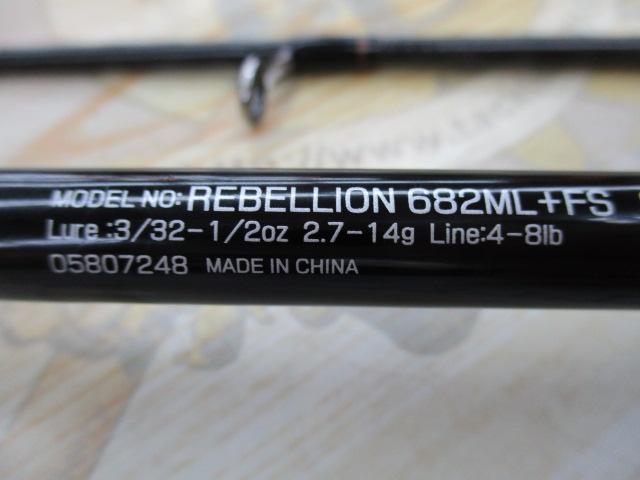 MODEL NO: REBELLION 682ML+FS
Lure :3/32-1/2oz 2.7-14g Line:4-8lb
05807248 MADE IN CHINA